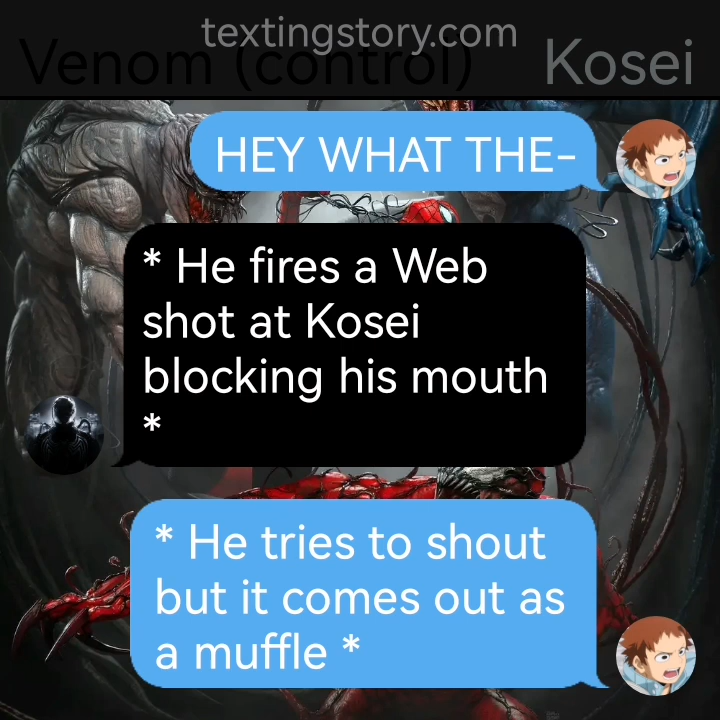 textingstory.com
Venom (control) Kosei
HEY WHAT THE-
* He fires a Web
shot at Kosei
blocking his mouth
*
* He tries to shout
but it comes out as
a muffle *